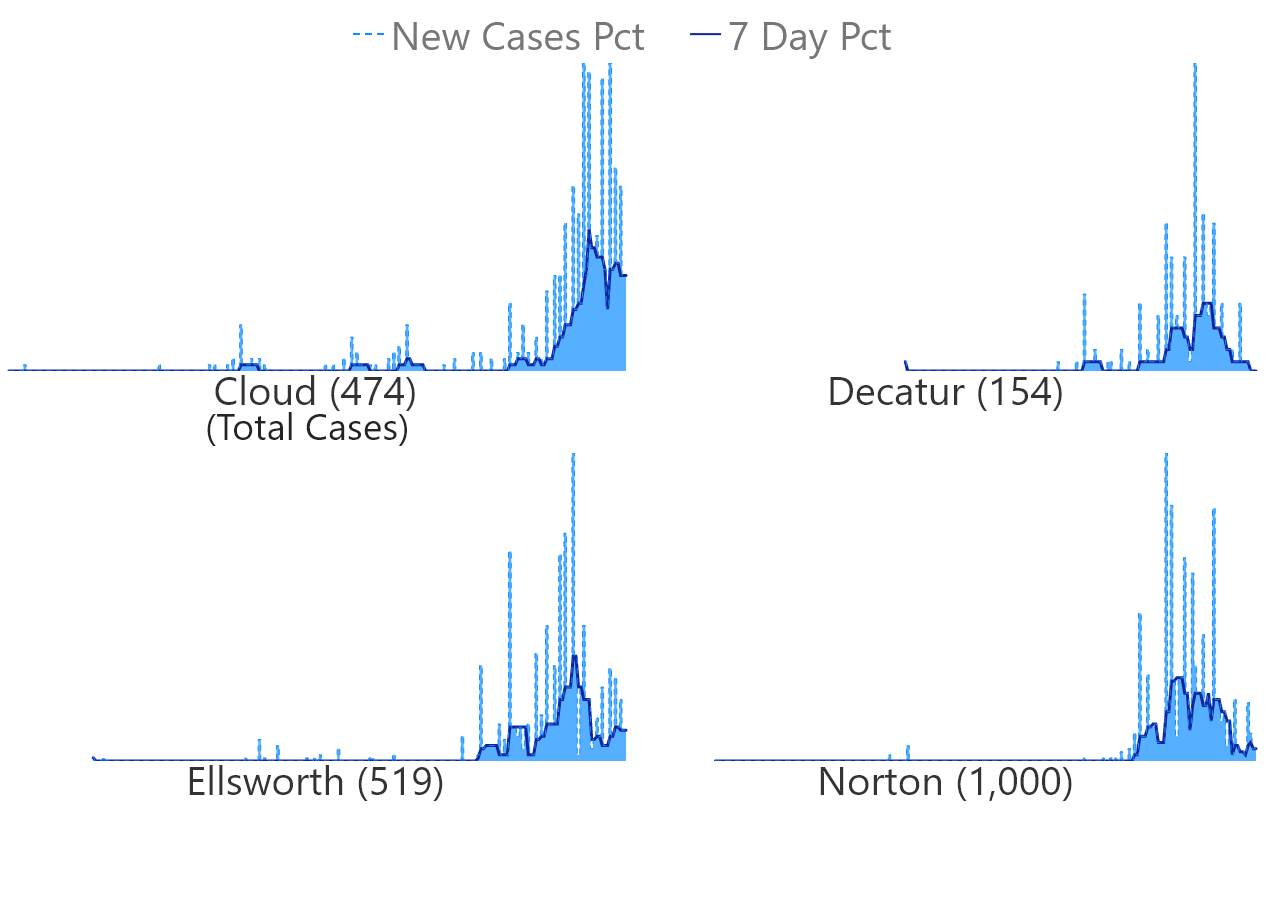 New Cases Pct 7 Day Pct
Cloud (474)
(Total Cases)
Decatur (154)
Ellsworth (519)
Norton (1,000)